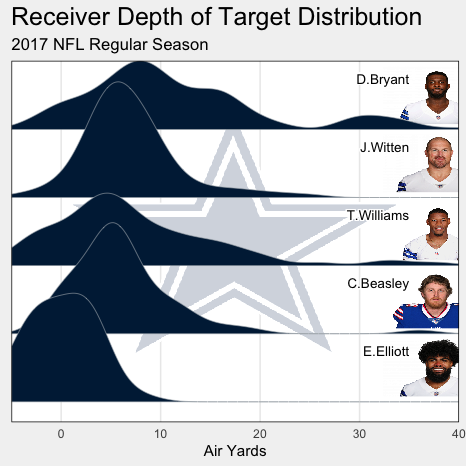 Receiver Depth of Target Distribution
2017 NFL Regular Season
D.Bryant
J.Witten
T.Williams
C.Beasley
E.Elliott
0 10 20 30 40
Air Yards